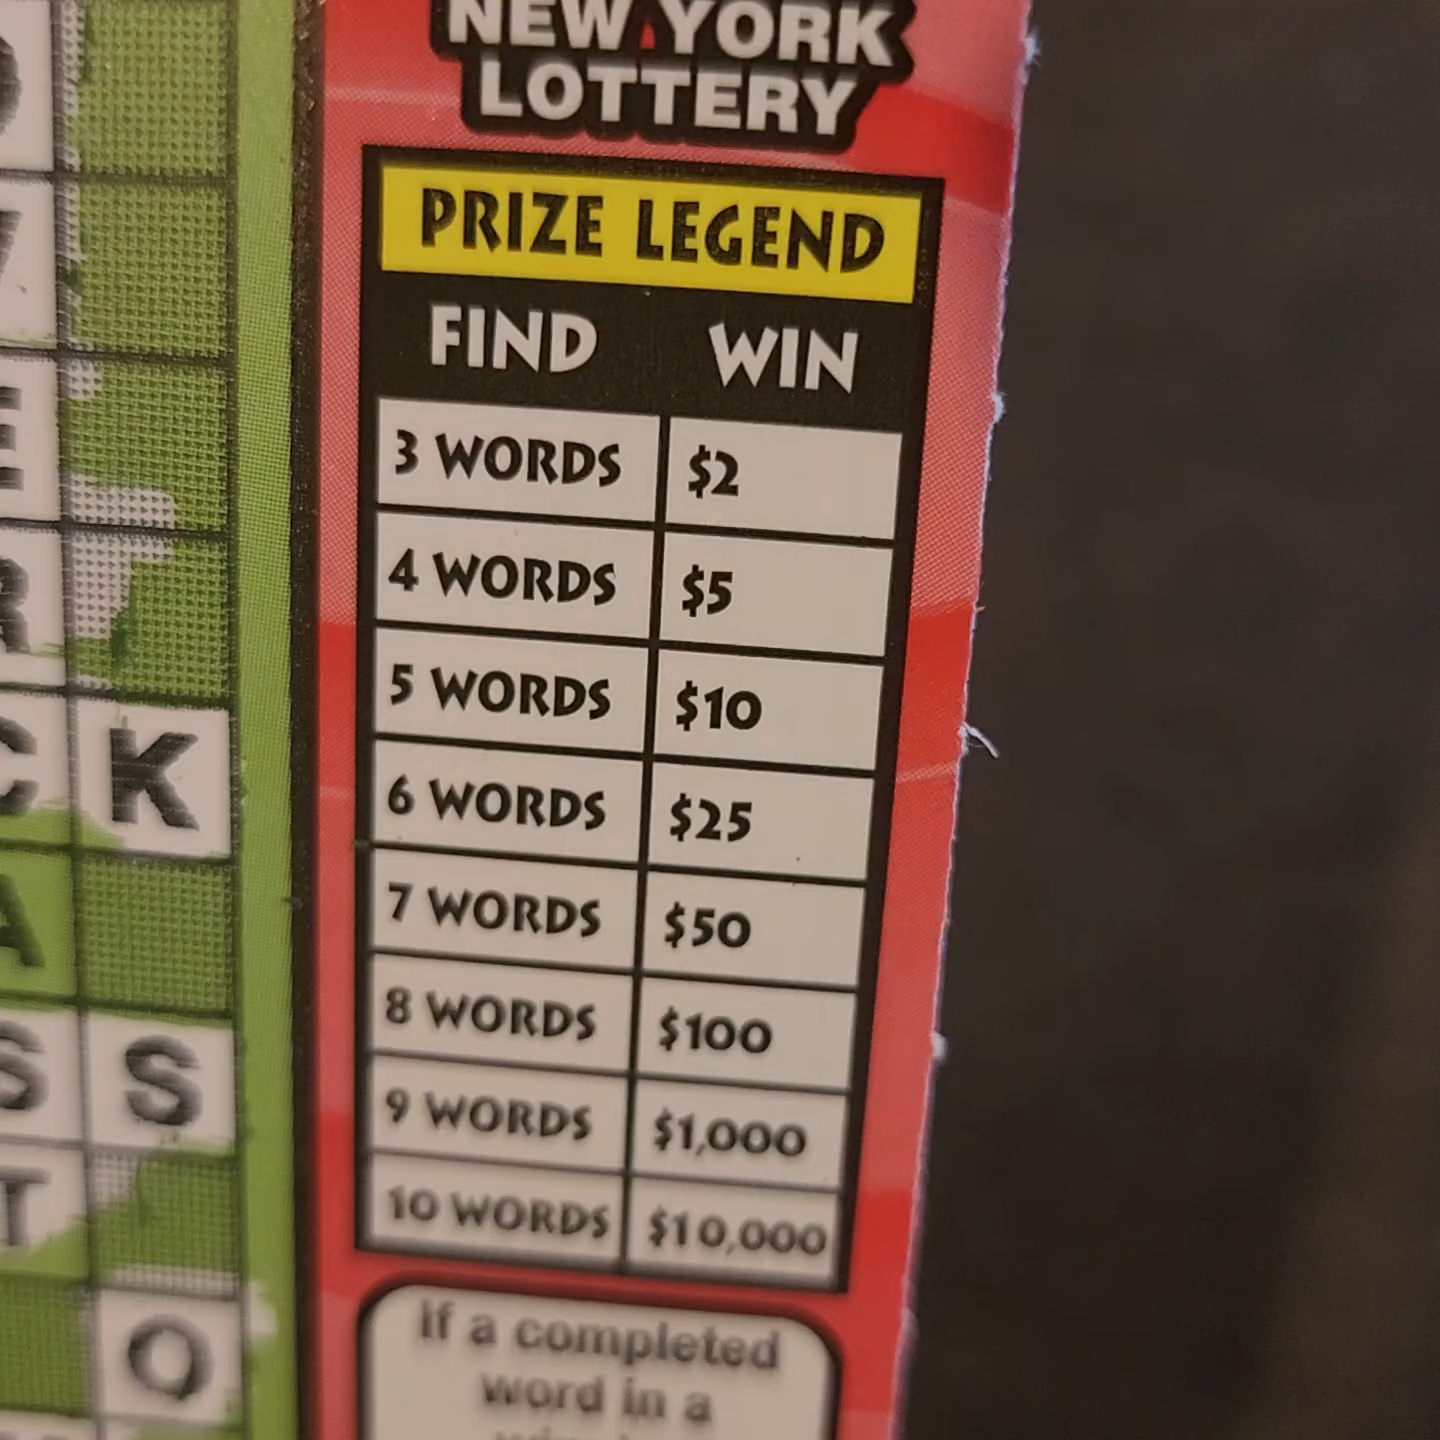 NEW YORK
LOTTERY
PRIZE LEGEND
FIND WIN
3 WORDS $2
4 WORDS $5
5 WORDS $10
6 WORDS $25
7 WORDS $50
8 WORDS $100
9 WORDS $1,000
10 WORDS $10,000
If a completed
word in a
E
R
C K
A
S S
T
O